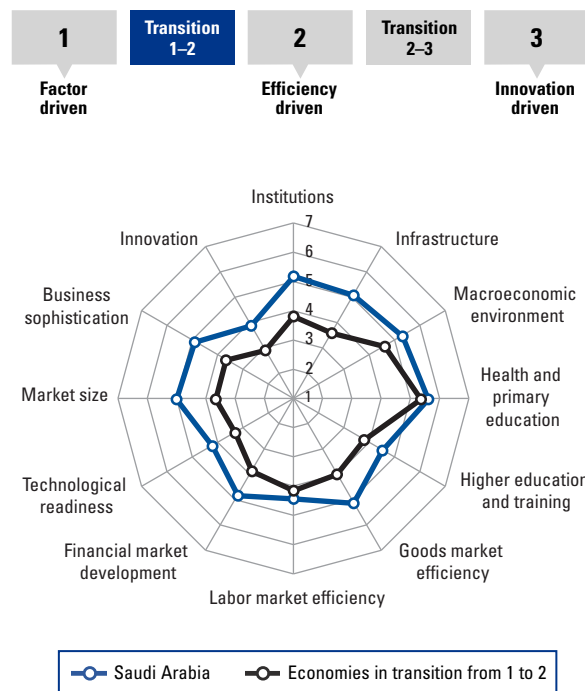 1
Transition
1–2
2
Transition
2–3
3
Factor
driven
Efficiency
driven
Innovation
driven
Institutions
7
6
5
4
3
2
1
Infrastructure
Macroeconomic
environment
Health and
primary
education
Higher education
and training
Goods market
efficiency
Labor market efficiency
Financial market
development
Technological
readiness
Market size
Business
sophistication
Innovation
Saudi Arabia
Economies in transition from 1 to 2